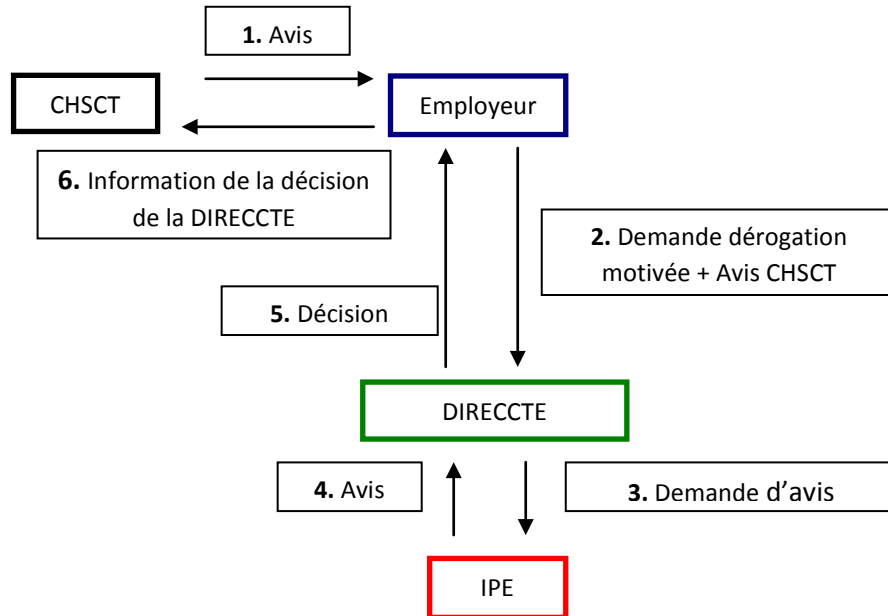 1. Avis
CHSCT
Employeur
6. Information de la décision
de la DIRECCTE
2. Demande dérogation
motivée + Avis CHSCT
5. Décision
DIRECCTE
4. Avis
3. Demande d’avis
IPE